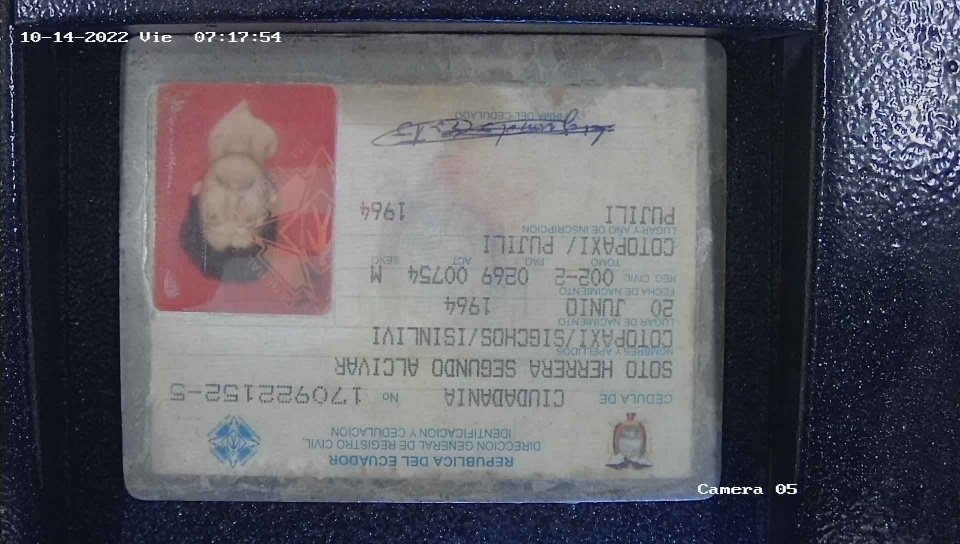 10-14-2022 Vie 07:17:54
REPUBLICA DEL ECUADOR
DIRECCION GENERAL DE REGISTRO CIVIL
IDENTIFICACION Y CEDULACION
CEDULA DE CIUDADANIA No 170922152-5
SOTO HERRERA SEGUNDO ALCIVAR
NOMBRES Y APELLIDOS
COTOPAXI/SIGCHOS/ISINLIVI
LUGAR DE NACIMIENTO
20 JUNIO 1964
FECHA DE NACIMIENTO
002-2 0269 00754 M
REG. CIVIL TOMO PAG. ACT SEXO
COTOPAXI/ PUJILI
LUGAR Y AÑO DE INSCRIPCION
PUJILI 1964
FIRMA DEL CEDULADO
Camera 05